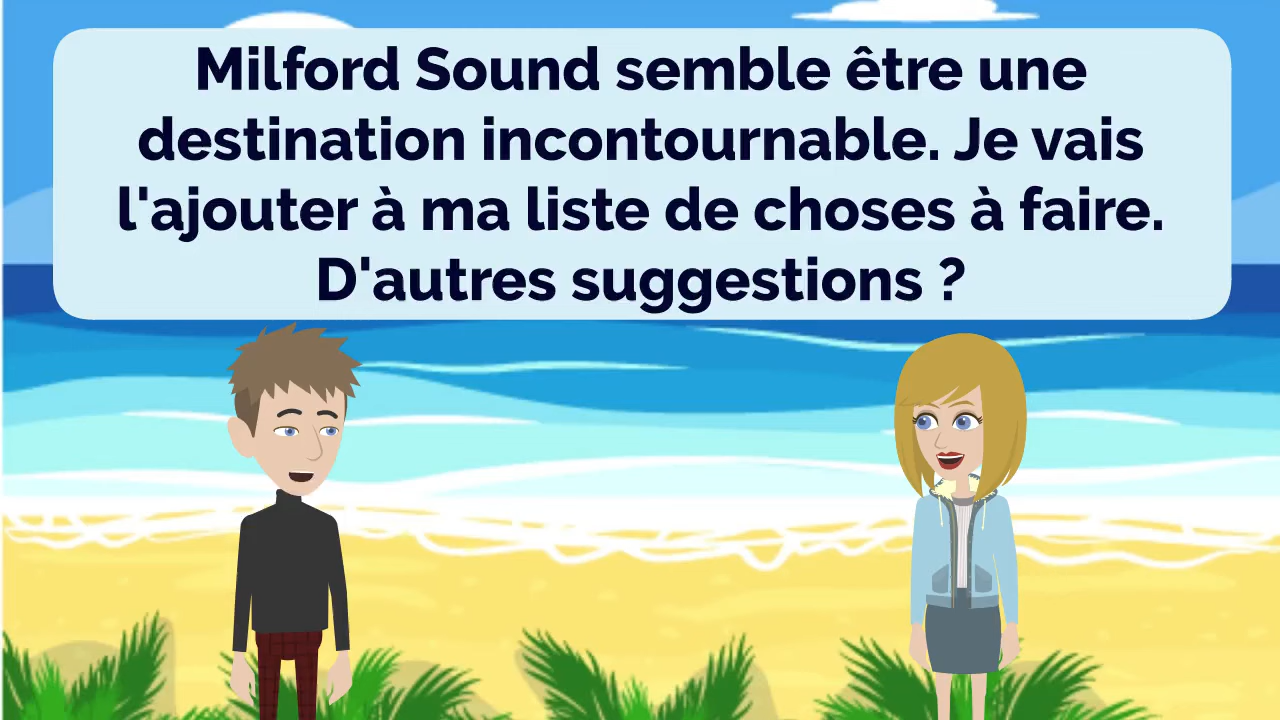 Milford Sound semble être une
destination incontournable. Je vais
l'ajouter à ma liste de choses à faire.
D'autres suggestions ?